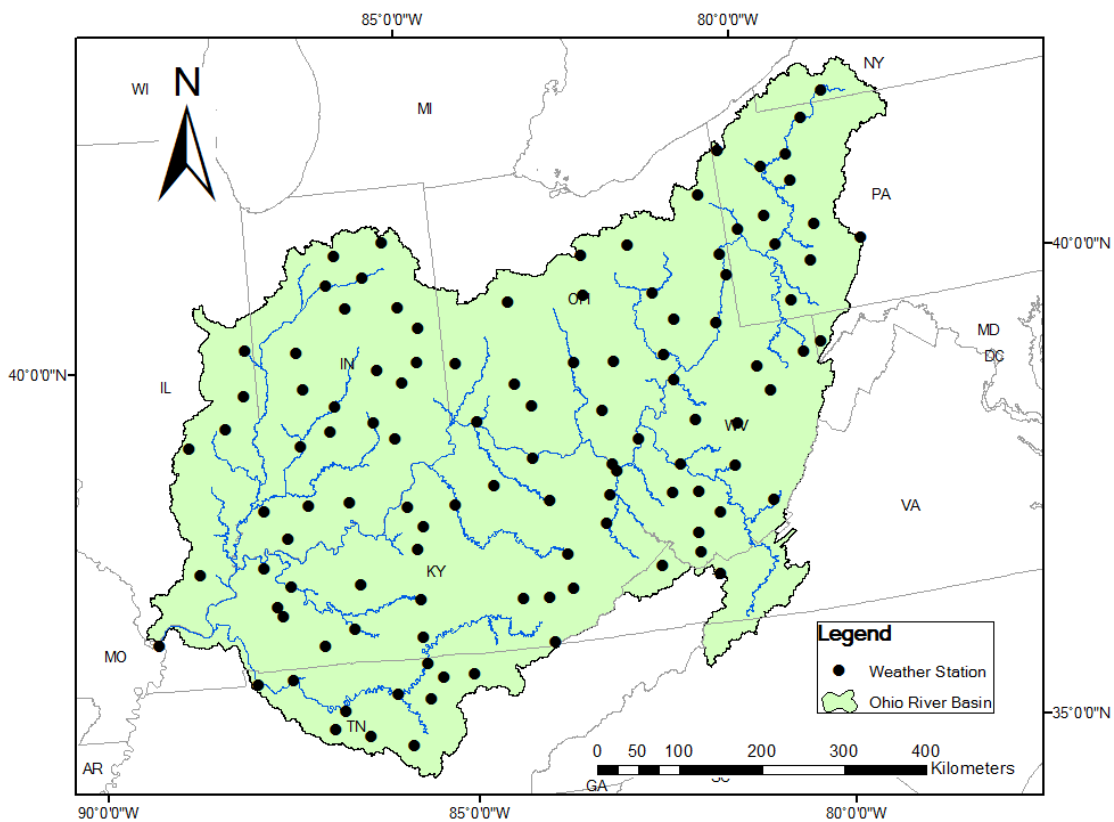 85°0'0"W 80°0'0"W
WI
MI
NY
N
PA
40°0'0"N
OH
MD
DC
40°0'0"N
IL
IN
WV
VA
KY
MO
TN
AR
GA
Legend
Weather Station
Ohio River Basin
35°0'0"N
0 50 100 200 300 400
Kilometers
90°0'0"W 85°0'0"W 80°0'0"W